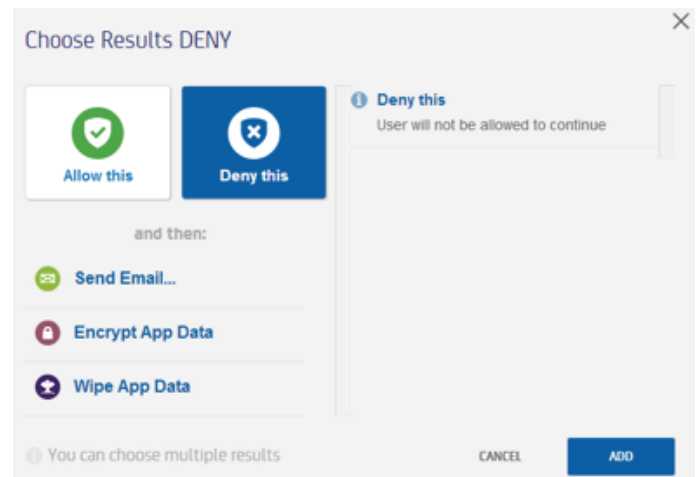 Choose Results DENY
Allow this
Deny this
and then:
Send Email...
Encrypt App Data
Wipe App Data
Deny this
User will not be allowed to continue
You can choose multiple results
CANCEL
ADD